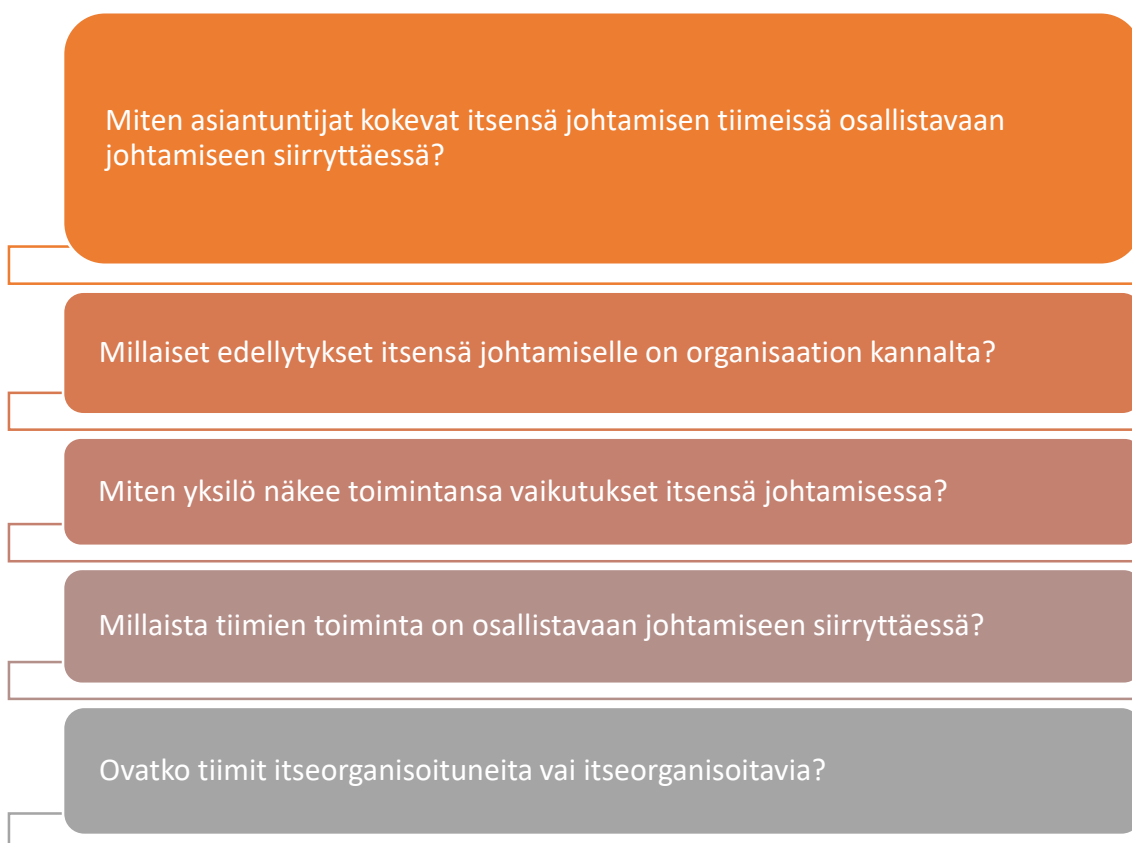 Miten asiantuntijat kokevat itsensä johtamisen tiimeissä osallistavaan
johtamiseen siirryttäessä?
Millaiset edellytykset itsensä johtamiselle on organisaation kannalta?
Miten yksilö näkee toimintansa vaikutukset itsensä johtamisessa?
Millaista tiimien toiminta on osallistavaan johtamiseen siirryttäessä?
Ovatko tiimit itseorganisoituneita vai itseorganisoitavia?